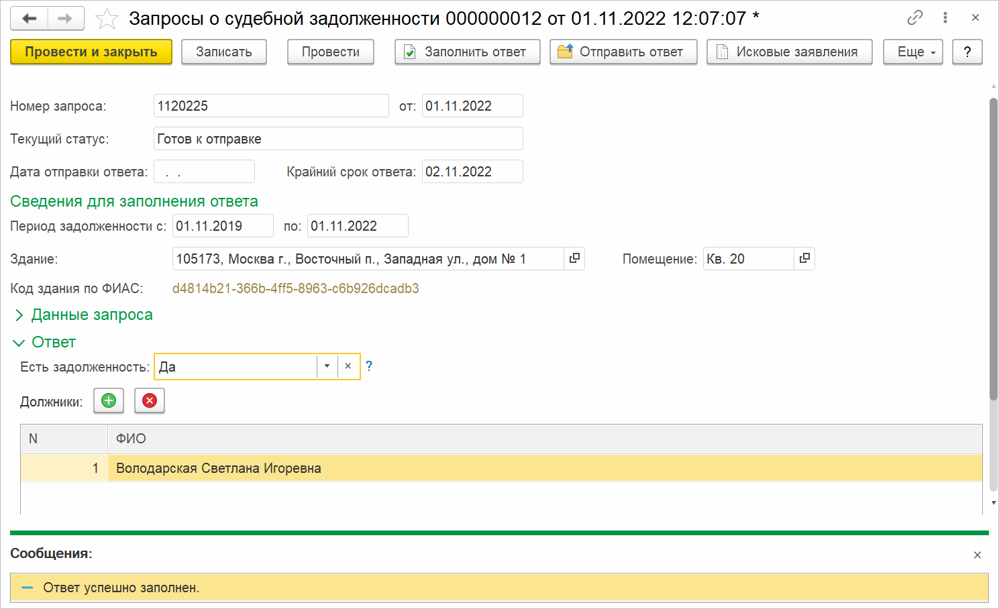 Запросы о судебной задолженности 000000012 от 01.11.2022 12:07:07 *
Провести и закрыть Записать Провести Заполнить ответ Отправить ответ Исковые заявления Еще ?
Номер запроса: 1120225 от: 01.11.2022
Текущий статус: Готов к отправке
Дата отправки ответа: . . Крайний срок ответа: 02.11.2022
Сведения для заполнения ответа
Период задолженности с: 01.11.2019 по: 01.11.2022
Здание: 105173, Москва г., Восточный п., Западная ул., дом № 1 Помещение: Кв. 20
Код здания по ФИАС: d4814b21-366b-4ff5-8963-c6b926dcadb3
Данные запроса
Ответ
Есть задолженность: Да ?
Должники:
N ФИО
1 Володарская Светлана Игоревна
Сообщения:
Ответ успешно заполнен.